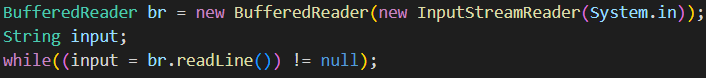 BufferedReader br = new BufferedReader(new InputStreamReader(System.in));
String input;
while((input = br.readLine()) != null);